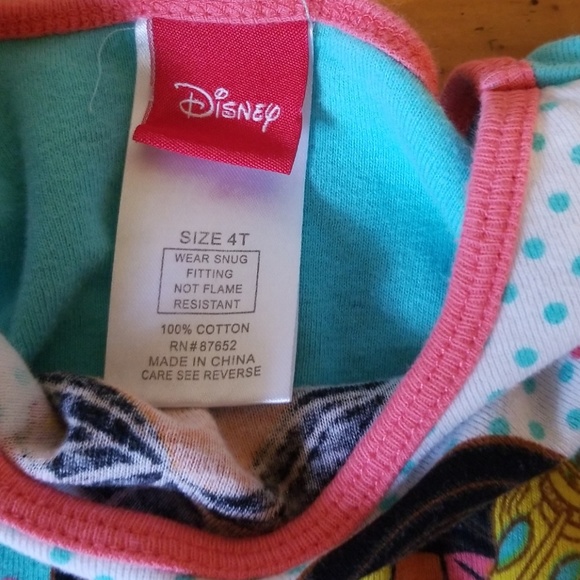 Disney
SIZE 4T
WEAR SNUG
FITTING
NOT FLAME
RESISTANT
100% COTTON
RN#87652
MADE IN CHINA
CARE SEE REVERSE